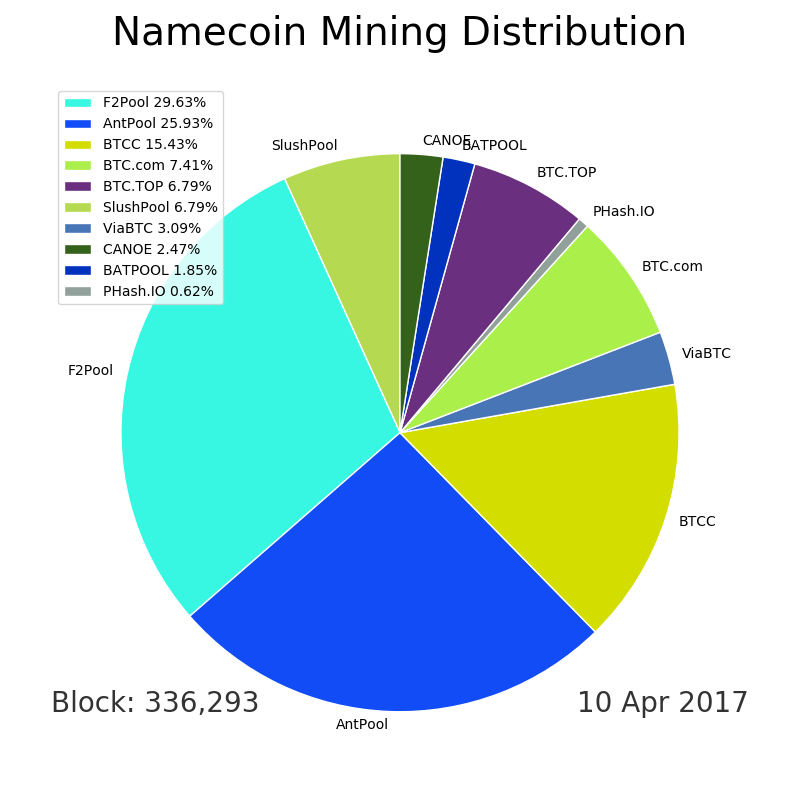 Namecoin Mining Distribution
F2Pool 29.63%
AntPool 25.93%
BTCC 15.43%
BTC.com 7.41%
BTC.TOP 6.79%
SlushPool 6.79%
ViaBTC 3.09%
CANOE 2.47%
BATPOOL 1.85%
PHash.IO 0.62%
SlushPool
CANOE
BATPOOL
BTC.TOP
PHash.IO
BTC.com
ViaBTC
F2Pool
BTCC
AntPool
Block: 336,293
10 Apr 2017